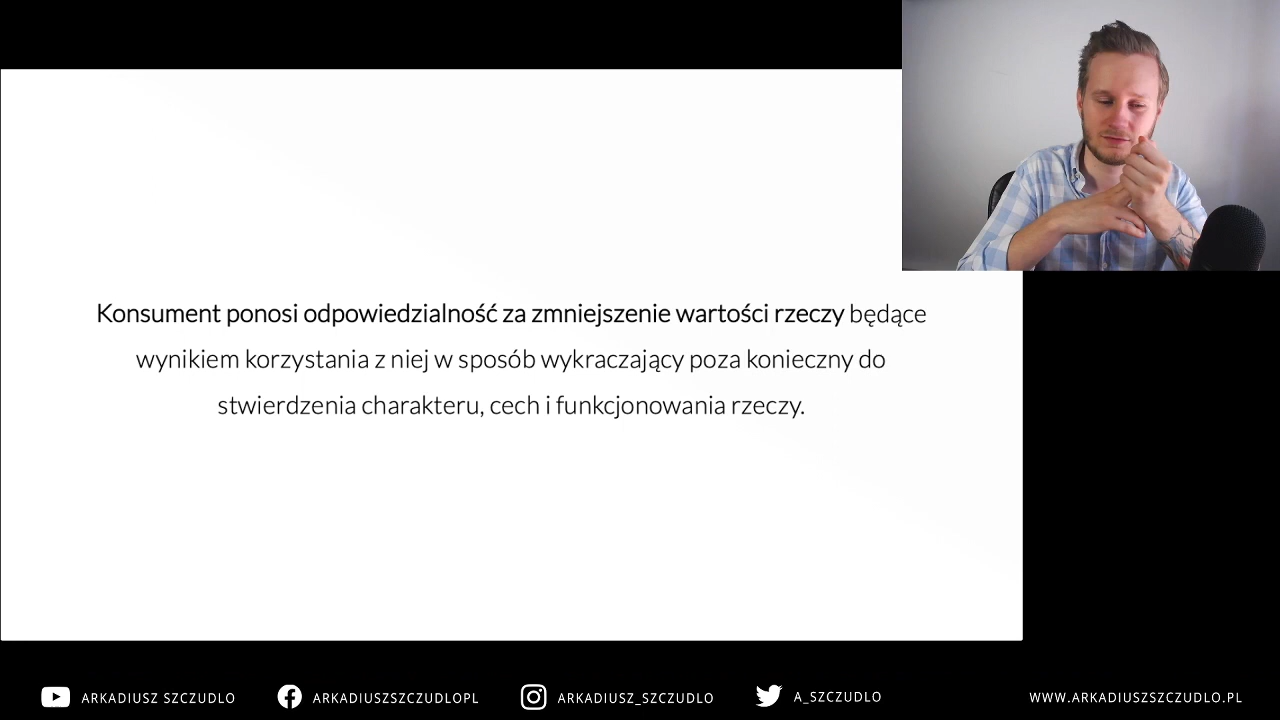 Konsument ponosi odpowiedzialność za zmniejszenie wartości rzeczy będące
wynikiem korzystania z niej w sposób wykraczający poza konieczny do
stwierdzenia charakteru, cech i funkcjonowania rzeczy.
ARKADIUSZ SZCZUDLO
ARKADIUSZSZCZUDLOPL
ARKADIUSZ_SZCZUDLO
A_SZCZUDLO
WWW.ARKADIUSZSZCZUDLO.PL